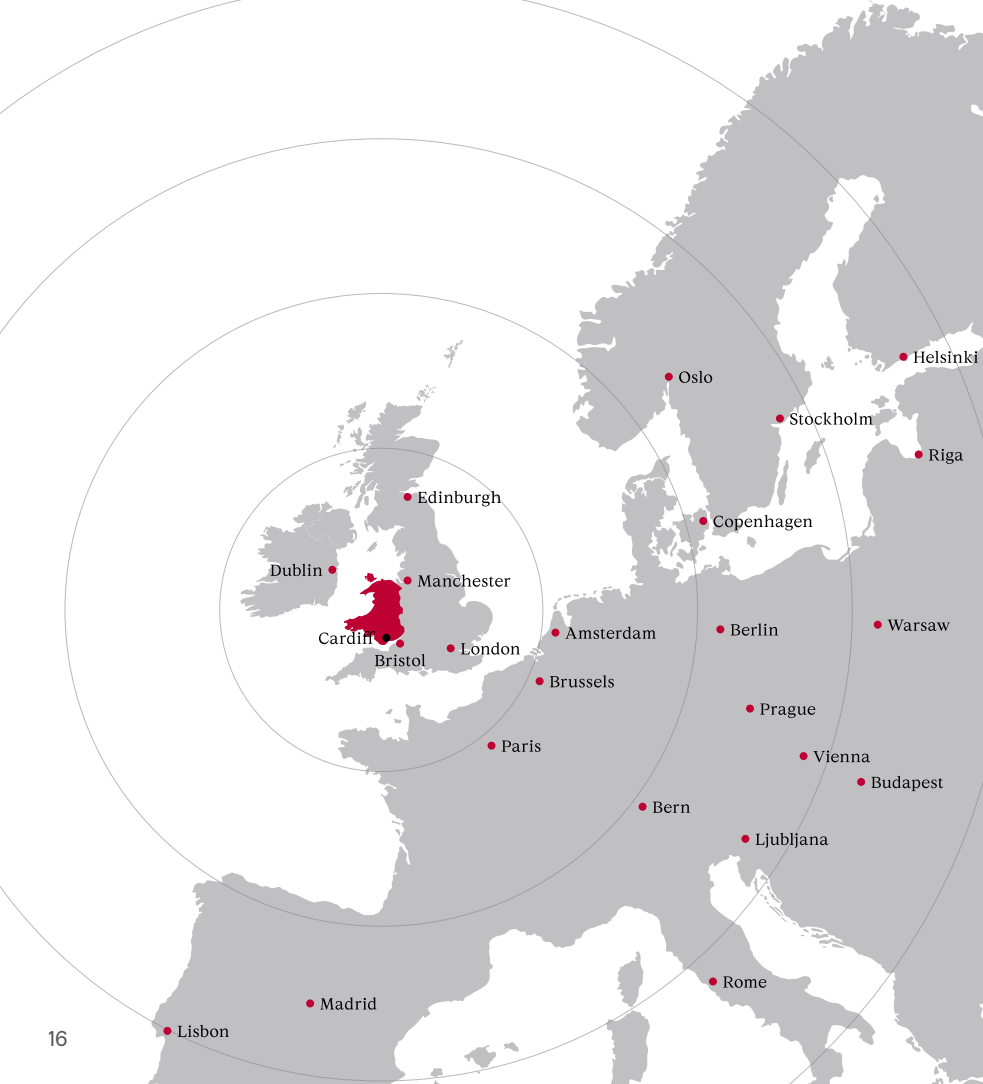 Helsinki
Oslo
Stockholm
Riga
Edinburgh
Copenhagen
Dublin
Manchester
Warsaw
Berlin
Amsterdam
Cardiff
London
Bristol
Brussels
Prague
Paris
Vienna
Budapest
Bern
Ljubljana
Rome
Madrid
Lisbon
16